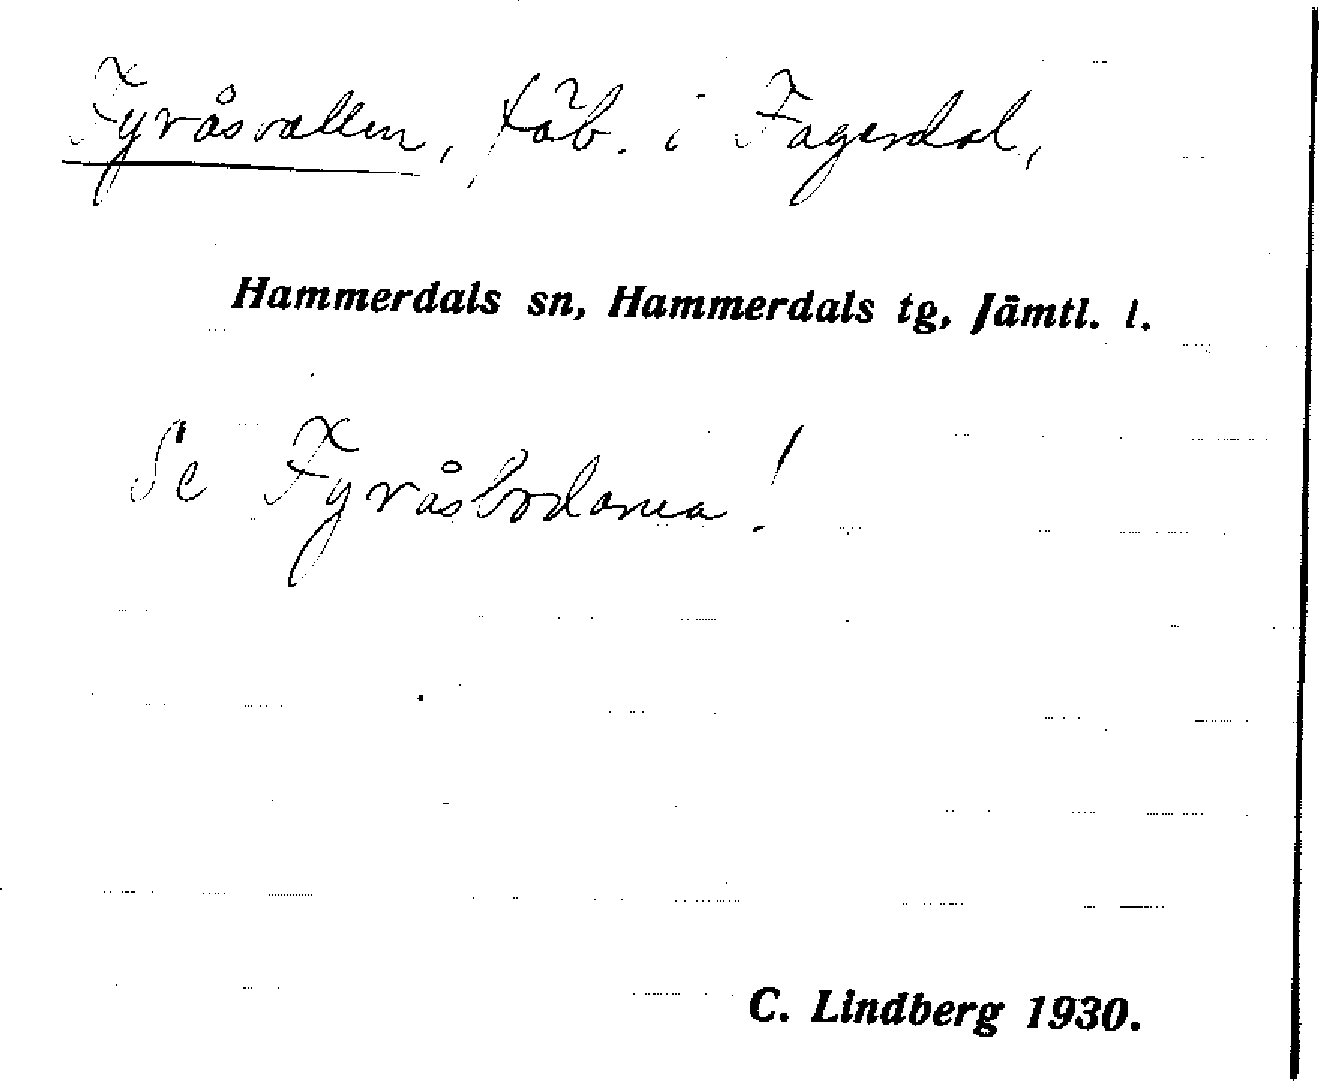 Fyråsvallen, fäb. i Fagerdal,
Hammerdals sn, Hammerdals tg, Jämtl. l.
Se Fyråsbodarna!
C. Lindberg 1930.